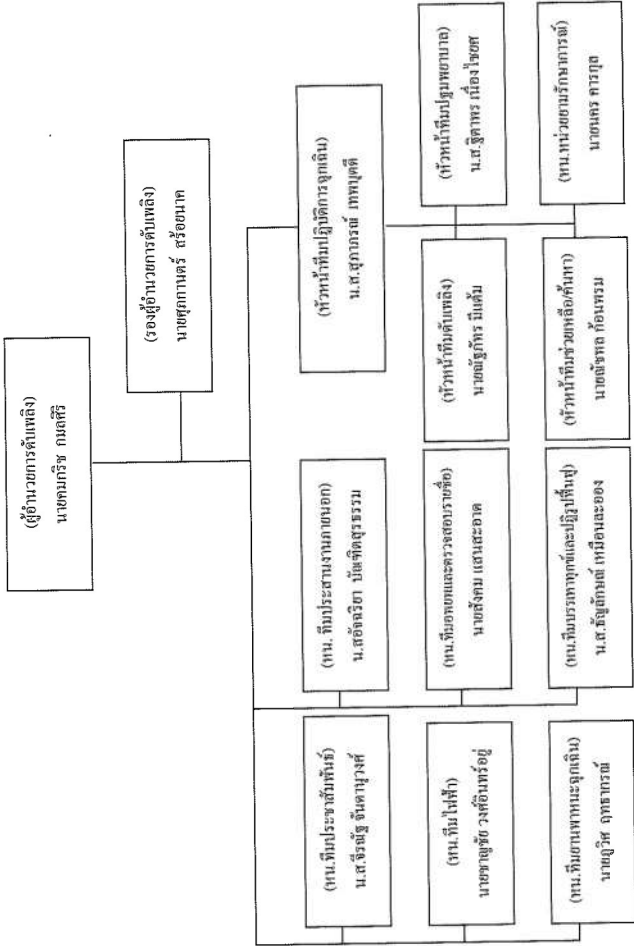 (ผู้อำนวยการดับเพลิง)
นายคมกริช กมลศิริ
(รองผู้อำนวยการดับเพลิง)
นายศุภกานตร์ สร้อยนาค
(หน.ทีมประชาสัมพันธ์)
น.ส.จีรณัฐ จันดานุวงศ์
(หน. ทีมประสานงานภายนอก)
น.สอัจฉริยา บัณฑิตสุรธรรม
(หัวหน้าทีมปฏิบัติการฉุกเฉิน)
น.ส.สุภาภรณ์ เทพบุตดี
(หน.ทีมไฟฟ้า)
นายชาญชัย วงค์อินทร์อยู่
(หน.ทีมอพยพและตรวจสอบรายชื่อ)
นายสังคม แสนสะอาด
(หัวหน้าทีมดับเพลิง)
นายณัฐภัทร มีแต้ม
(หัวหน้าทีมปฐมพยาบาล)
น.ส.ฐิตาพร เนืองไชยศ
(หน.ทีมยานพาหนะฉุกเฉิน)
นายภูวิศ ฤทธาภรณ์
(หน.ทีมบรรเทาทุกข์และปฏิรูปฟื้นฟู)
น.ส.ธัญลักษณ์ เหมือนละออง
(หัวหน้าทีมช่วยเหลือ/ค้นหา)
นายณัชพล ก้อนพรม
(หน.หน่วยยามรักษาการณ์)
นายนคร คารกุล